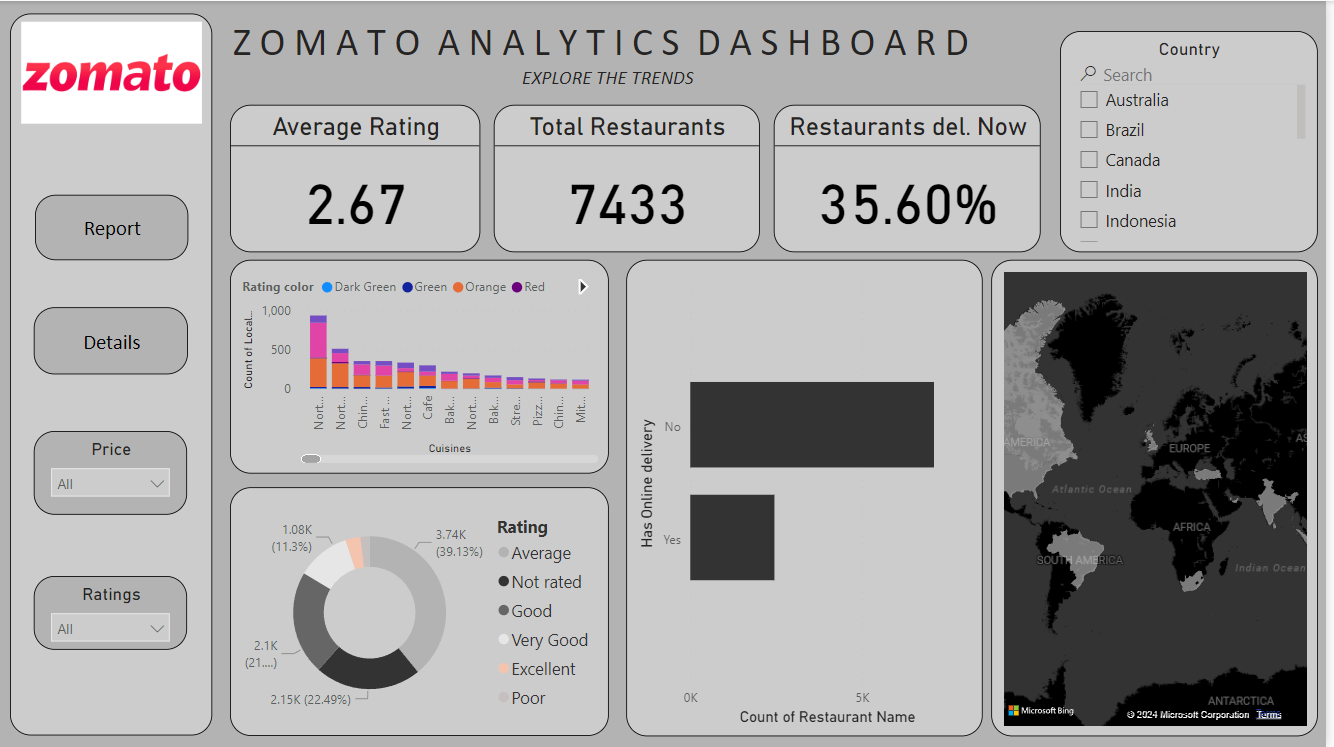 zomato
ZOMATO ANALYTICS DASHBOARD
EXPLORE THE TRENDS
Report
Details
Price
All
Ratings
All
Average Rating
2.67
Total Restaurants
7433
Restaurants del. Now
35.60%
Country
Search
Australia
Brazil
Canada
India
Indonesia
Rating color Dark Green Green Orange Red
Count of Local...
1,000
500
0
Nort...
Nort...
Chin...
Fast ...
Nort...
Cafe
Bak...
Nort...
Bak...
Stre...
Pizz...
Chin...
Mit...
Cuisines
1.08K
(11.3%)
3.74K
(39.13%)
2.1K
(21....)
2.15K (22.49%)
Rating
Average
Not rated
Good
Very Good
Excellent
Poor
Has Online delivery
No
Yes
0K
5K
Count of Restaurant Name
AMERICA
EUROPE
AS
Atlantic Ocean
AFRICA
SOUTH AMERICA
Indian Ocean
ANTARCTICA
Microsoft Bing
© 2024 Microsoft Corporation Terms